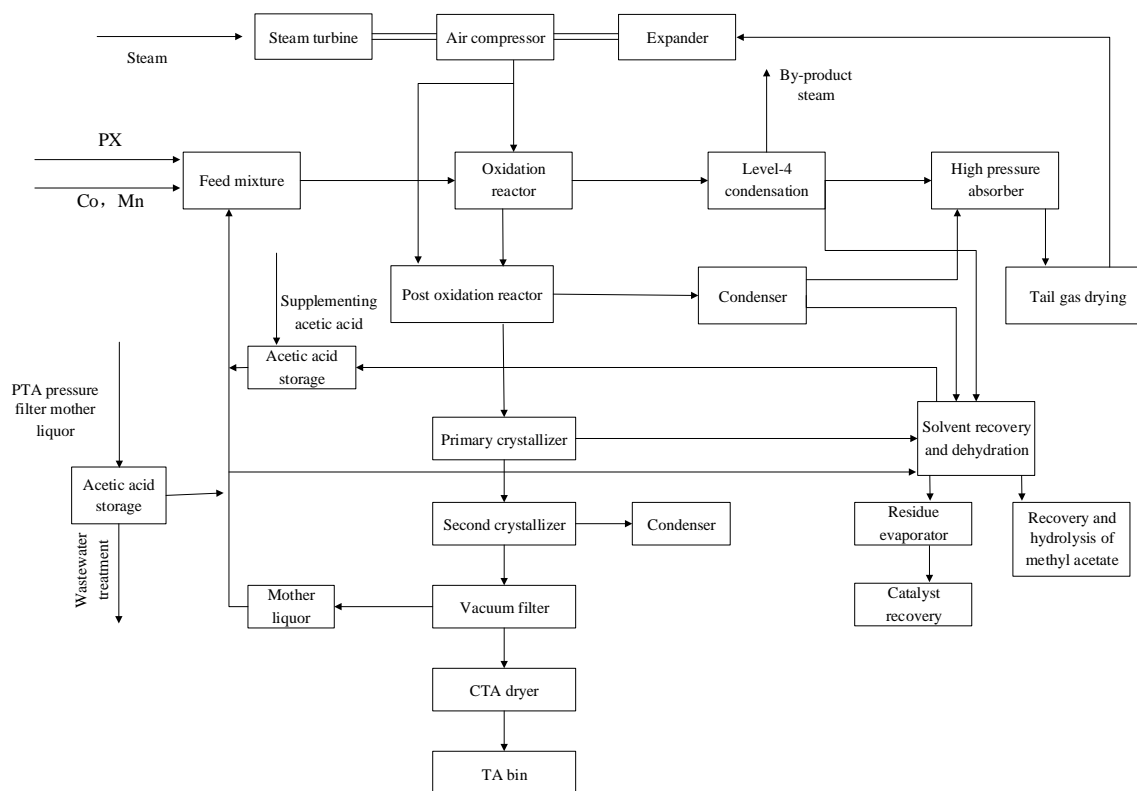 Steam turbine
Air compressor
Expander
Steam
By-product
steam
PX
Co，Mn
Feed mixture
Oxidation
reactor
Level-4
condensation
High pressure
absorber
Supplementing
acetic acid
Post oxidation reactor
Condenser
Tail gas drying
Acetic acid
storage
PTA pressure
filter mother
liquor
Primary crystallizer
Solvent recovery
and dehydration
Acetic acid
storage
Second crystallizer
Condenser
Residue
evaporator
Recovery and
hydrolysis of
methyl acetate
Wastewater
treatment
Mother
liquor
Vacuum filter
Catalyst
recovery
CTA dryer
TA bin